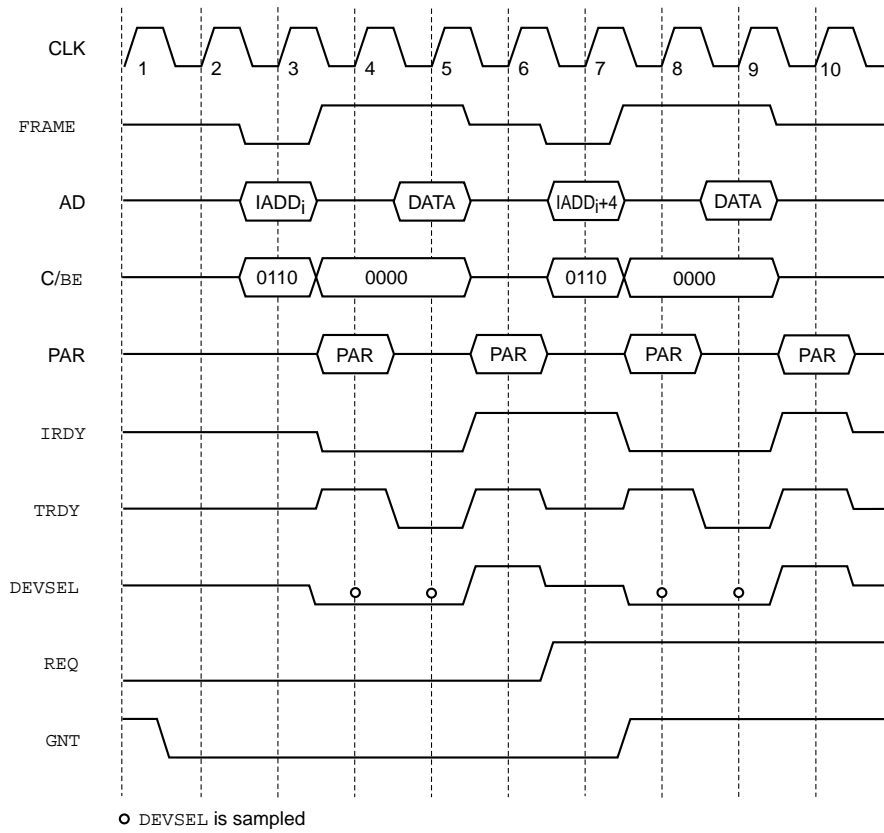 CLK
1 2 3 4 5 6 7 8 9 10
FRAME
AD IADDi DATA IADDi+4 DATA
C/BE 0110 0000 0110 0000
PAR PAR PAR PAR PAR
IRDY
TRDY
DEVSEL
REQ
GNT
DEVSEL is sampled